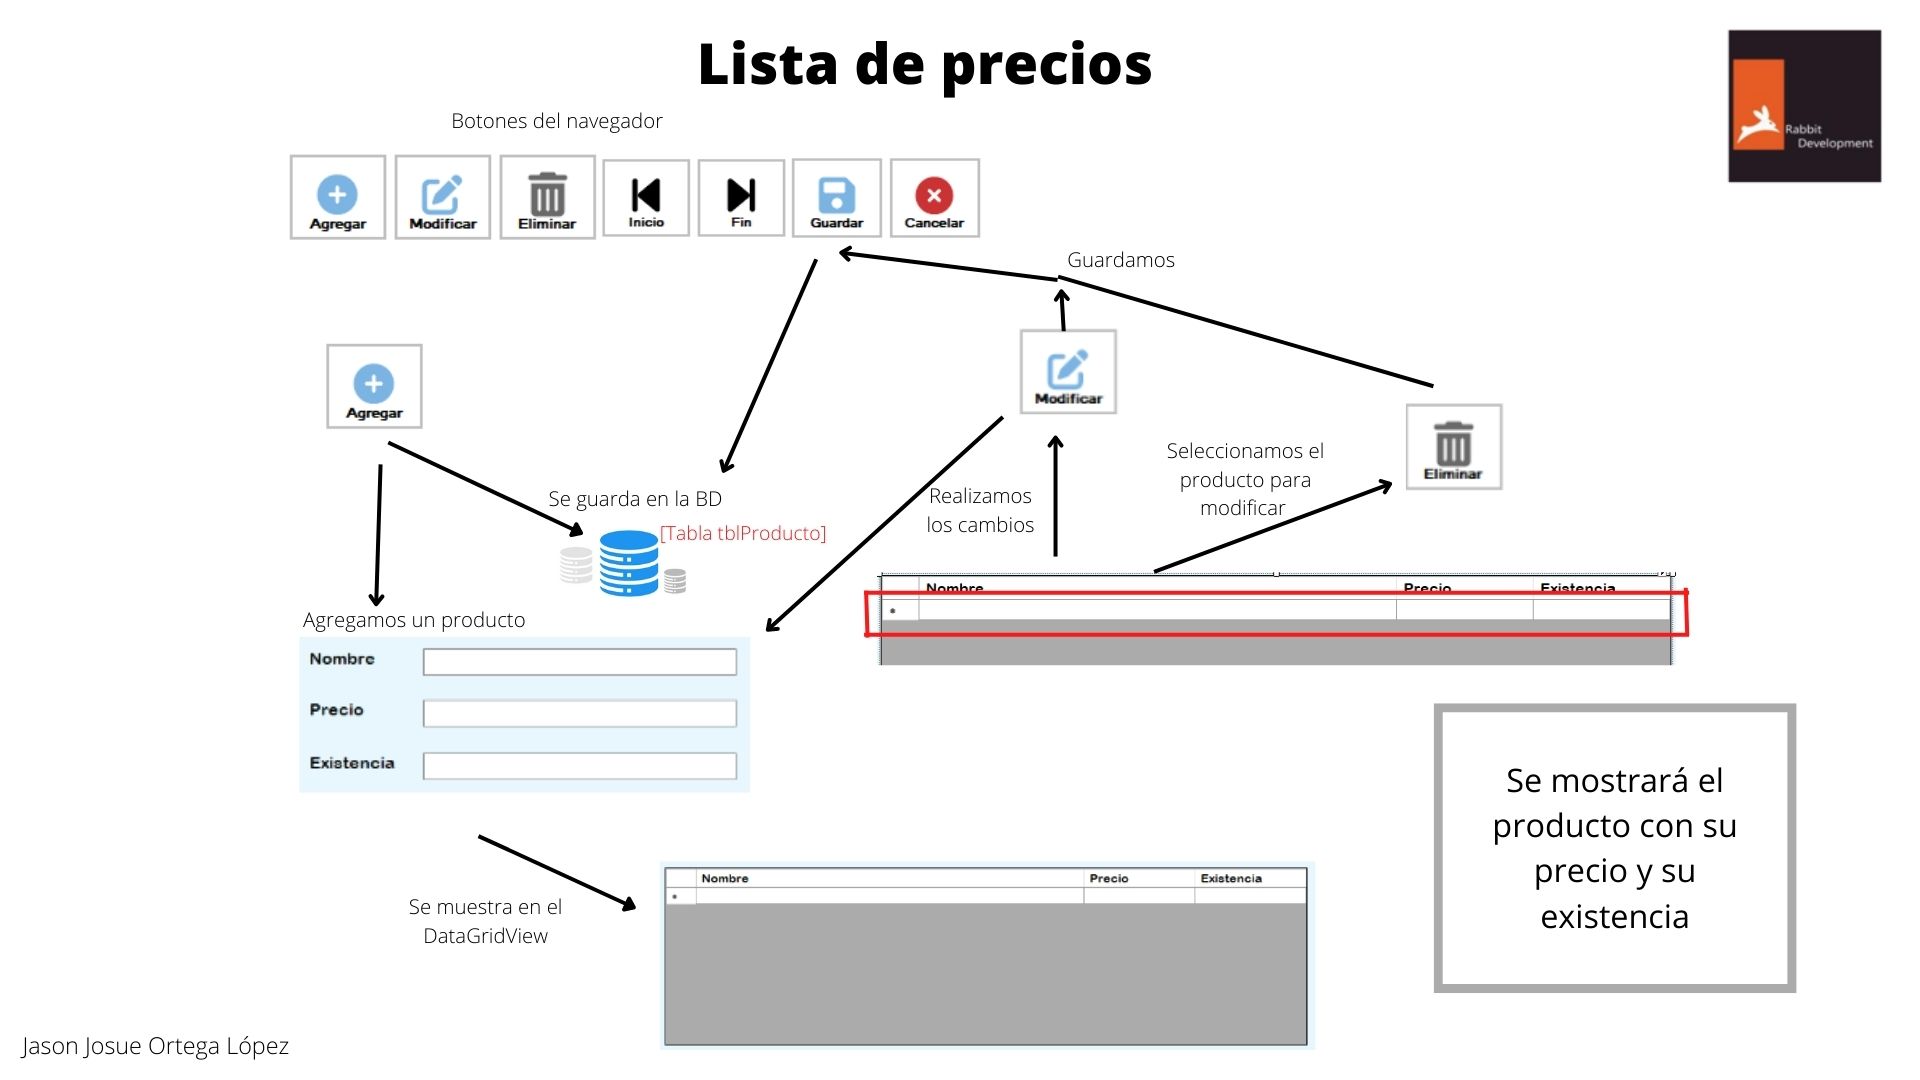 Lista de precios
Rabbit
Development
Botones del navegador
Agregar
Modificar
Eliminar
Inicio
Fin
Guardar
Cancelar
Guardamos
Agregar
Modificar
Eliminar
Seleccionamos el
producto para
modificar
Realizamos
los cambios
Se guarda en la BD
[Tabla tblProducto]
Nombre Precio Existencia
Agregamos un producto
Nombre
Precio
Existencia
Se mostrará el
producto con su
precio y su
existencia
Se muestra en el
DataGridView
Nombre Precio Existencia
Jason Josue Ortega López